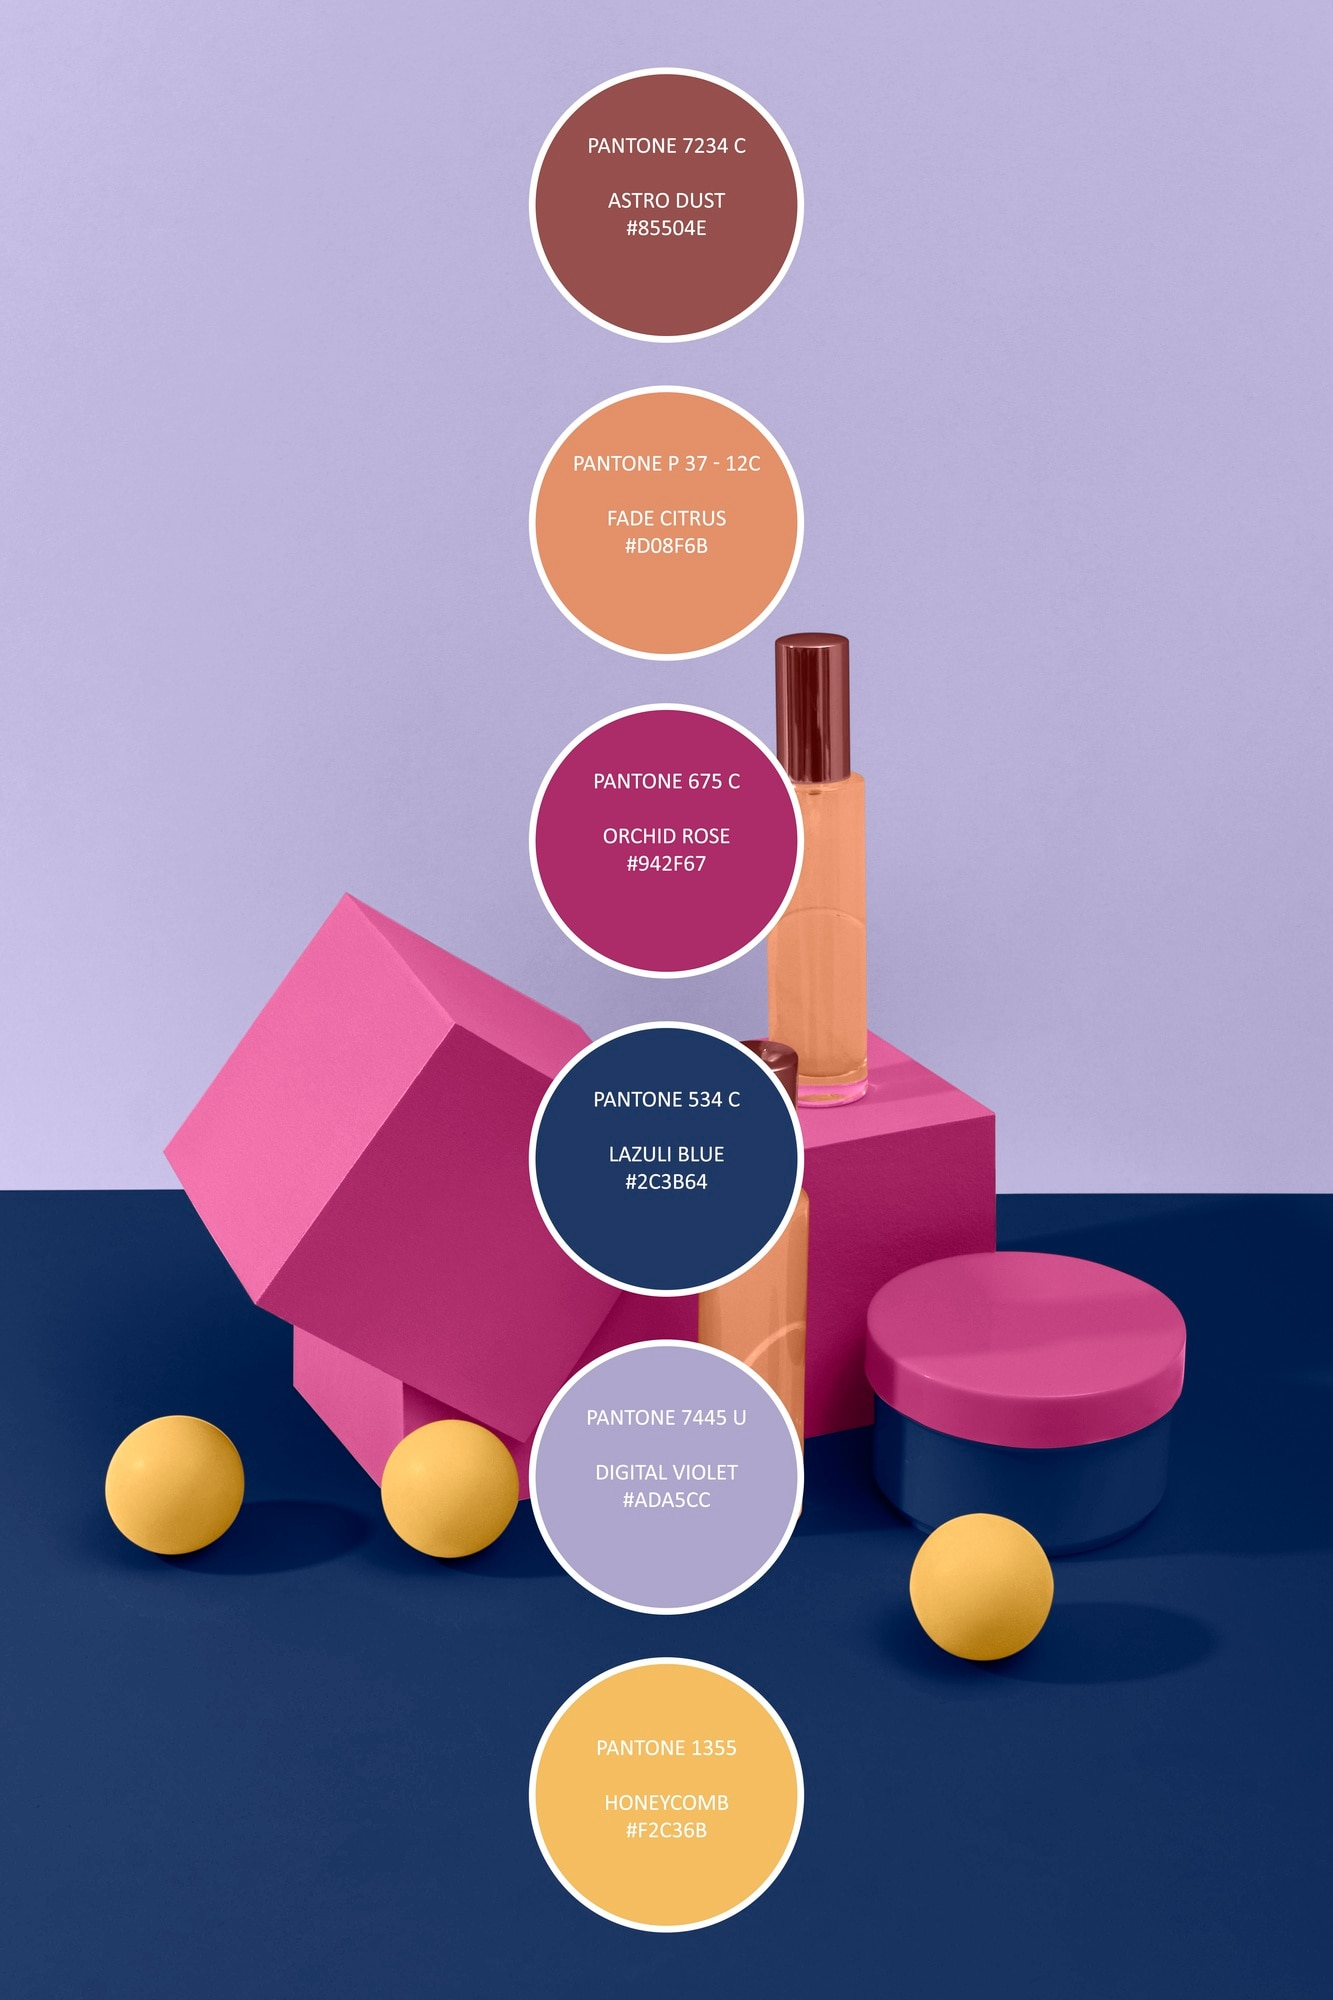 PANTONE 7234 C
ASTRO DUST
#85504E
PANTONE P 37 - 12C
FADE CITRUS
#D08F6B
PANTONE 675 C
ORCHID ROSE
#942F67
PANTONE 534 C
LAZULI BLUE
#2C3B64
PANTONE 7445 U
DIGITAL VIOLET
#ADA5CC
PANTONE 1355
HONEYCOMB
#F2C36B